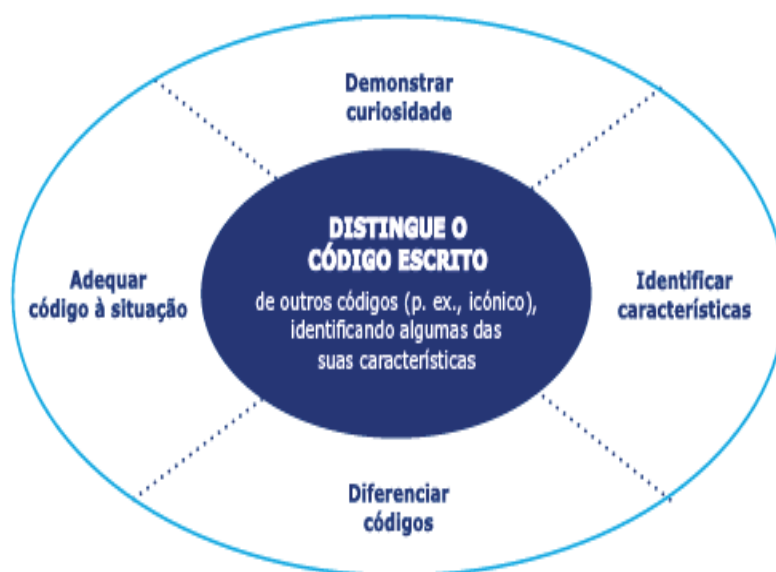 Demonstrar
curiosidade
DISTINGUE O
CÓDIGO ESCRITO
de outros códigos (p. ex., icónico),
identificando algumas das
suas características
Adequar
código à situação
Identificar
características
Diferenciar
códigos